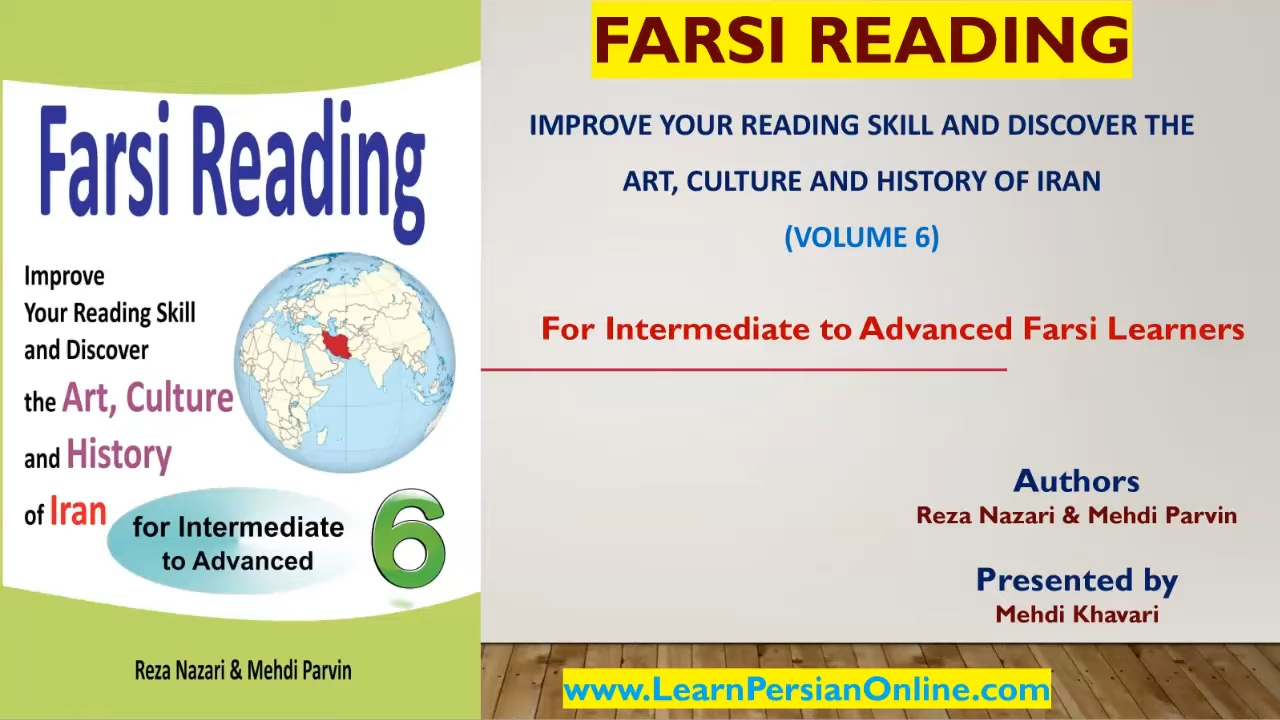 Farsi Reading
Improve
Your Reading Skill
and Discover
the Art, Culture
and History
of Iran
for Intermediate
to Advanced
6
Reza Nazari & Mehdi Parvin
FARSI READING
IMPROVE YOUR READING SKILL AND DISCOVER THE
ART, CULTURE AND HISTORY OF IRAN
(VOLUME 6)
For Intermediate to Advanced Farsi Learners
Authors
Reza Nazari & Mehdi Parvin
Presented by
Mehdi Khavari
www.LearnPersianOnline.com